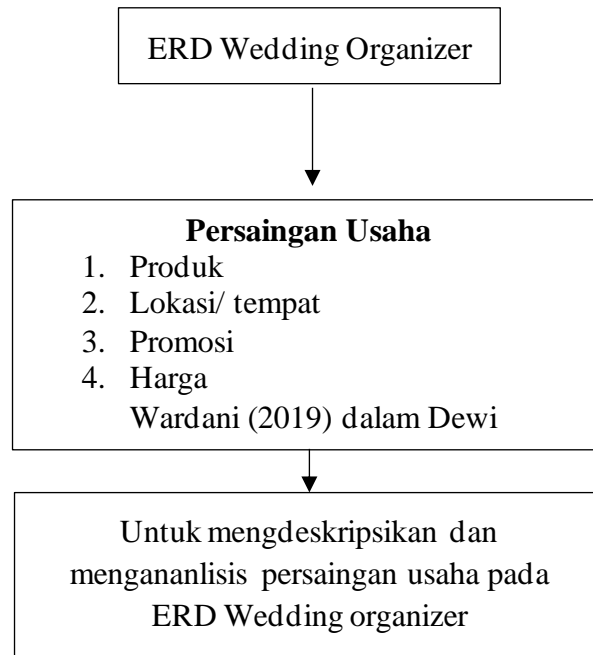 ERD Wedding Organizer
Persaingan Usaha
1. Produk
2. Lokasi/ tempat
3. Promosi
4. Harga
Wardani (2019) dalam Dewi
Untuk mengdeskripsikan dan
mengananlisis persaingan usaha pada
ERD Wedding organizer